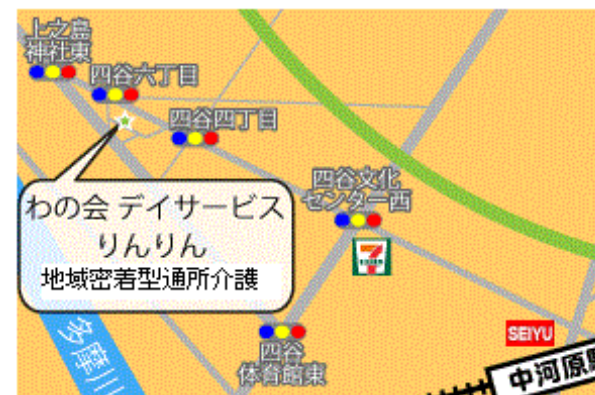 上之島
神社東
四谷六丁目
四谷四丁目
四谷文化
センター西
わの会 デイサービス
りんりん
地域密着型通所介護
7
SEIYU
四谷
体育館東
多摩川
中河原駅